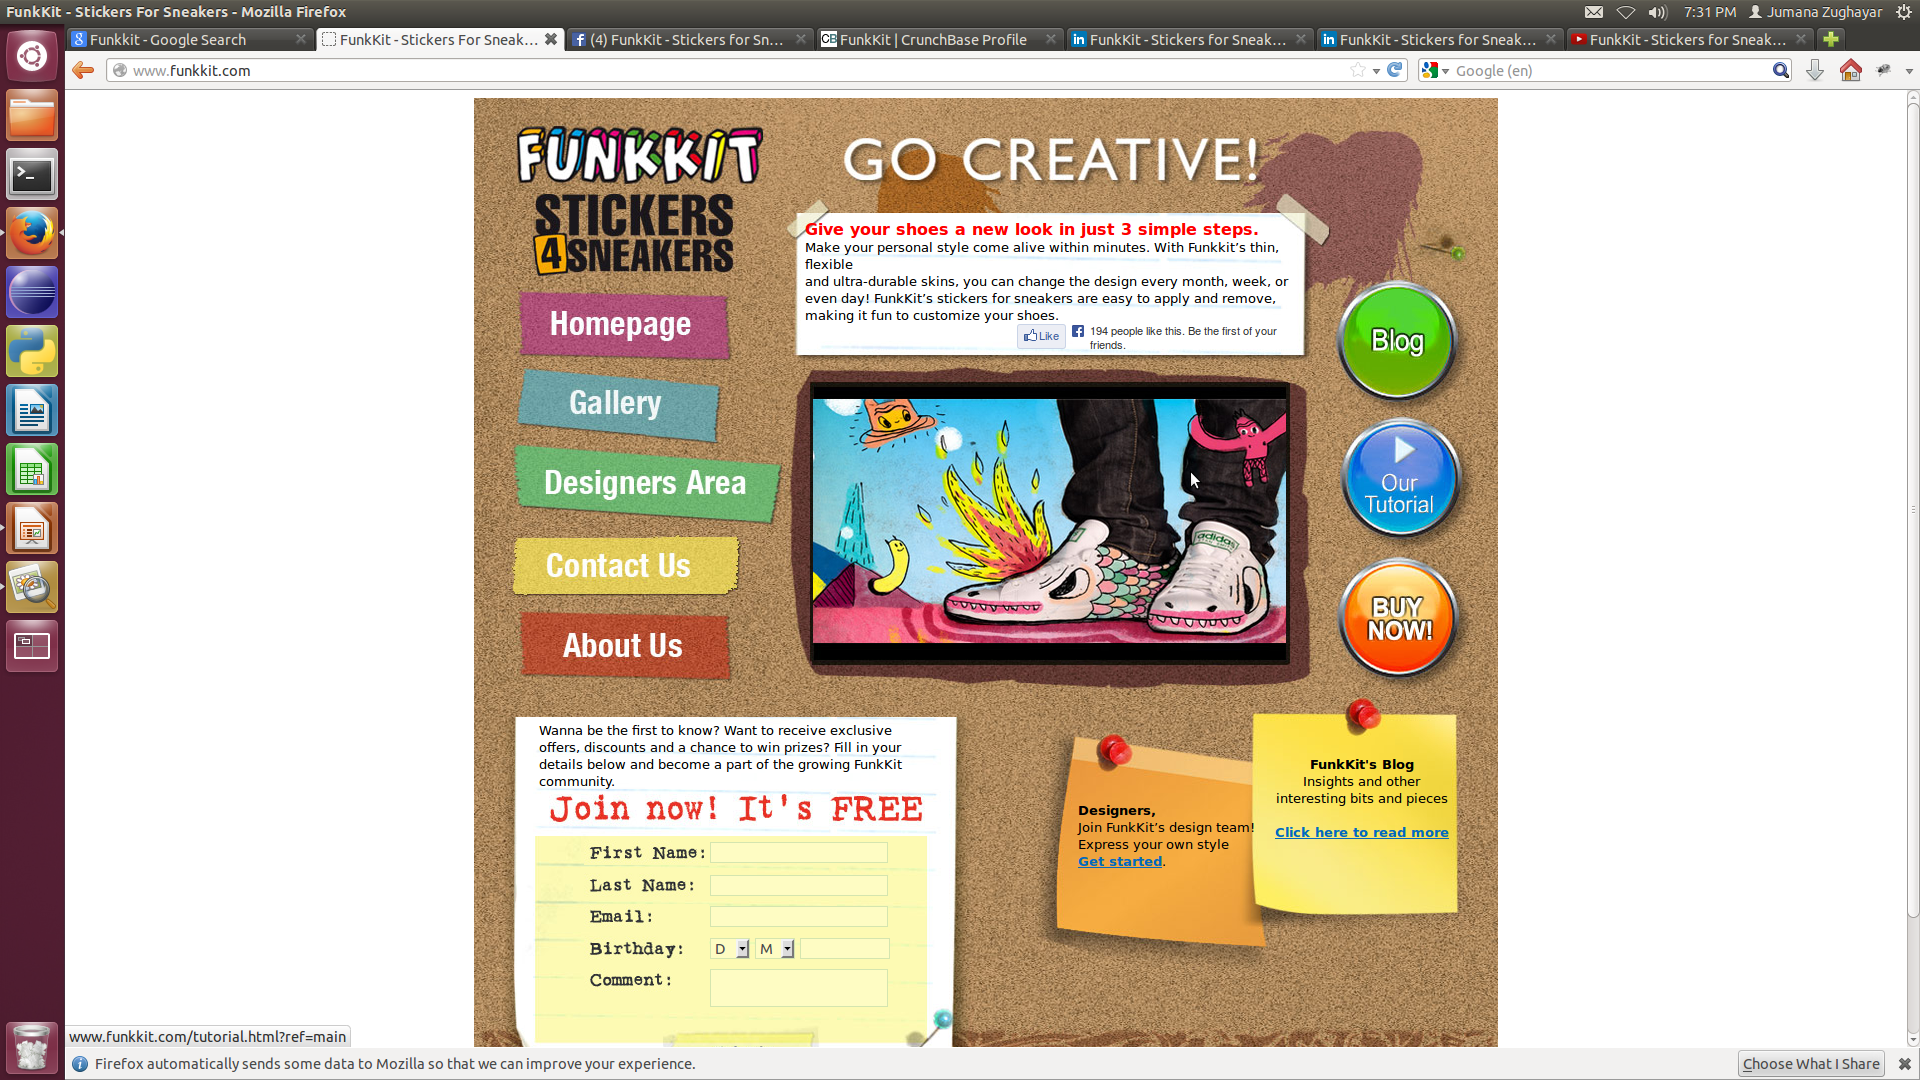 FunkKit - Stickers For Sneakers - Mozilla Firefox
7:31 PM Jumana Zughayar
Funkkit - Google Search
FunkKit - Stickers For Sneak...
(4) FunkKit - Stickers for Sn...
CB FunkKit | CrunchBase Profile
in FunkKit - Stickers for Sneak...
in FunkKit - Stickers for Sneak...
FunkKit - Stickers for Sneak...
www.funkkit.com
Google (en)
FUNKKIT
STICKERS
4 SNEAKERS
GO CREATIVE!
Give your shoes a new look in just 3 simple steps.
Make your personal style come alive within minutes. With Funkkit's thin,
flexible
and ultra-durable skins, you can change the design every month, week, or
even day! FunkKit's stickers for sneakers are easy to apply and remove,
making it fun to customize your shoes.
Like
194 people like this. Be the first of your
friends.
Homepage
Gallery
Designers Area
Contact Us
About Us
adidas
Blog
Our
Tutorial
BUY
NOW!
Wanna be the first to know? Want to receive exclusive
offers, discounts and a chance to win prizes? Fill in your
details below and become a part of the growing FunkKit
community.
Join now! It's FREE
First Name:
Last Name:
Email:
Birthday: D M
Comment:
Designers,
Join FunkKit's design team!
Express your own style
Get started.
FunkKit's Blog
Insights and other
interesting bits and pieces
Click here to read more
www.funkkit.com/tutorial.html?ref=main
Firefox automatically sends some data to Mozilla so that we can improve your experience.
Choose What I Share